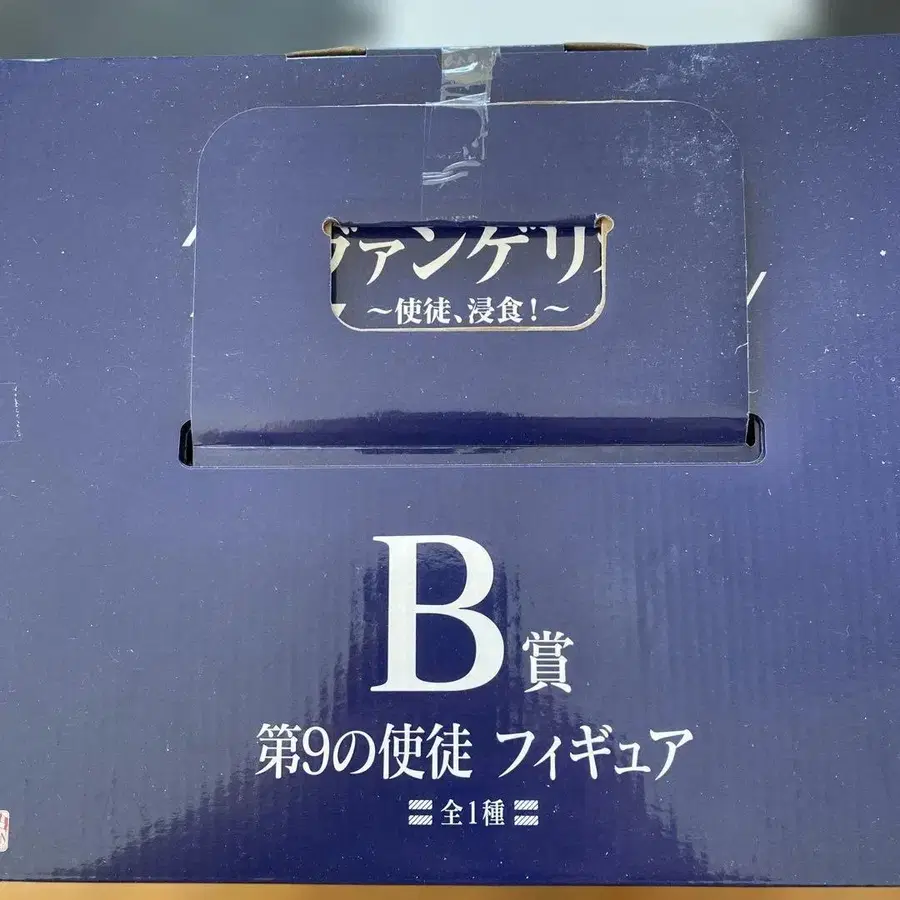 ヴァンゲリ
～使徒、浸食!～
B賞
第9の使徒 フィギュア
全1種